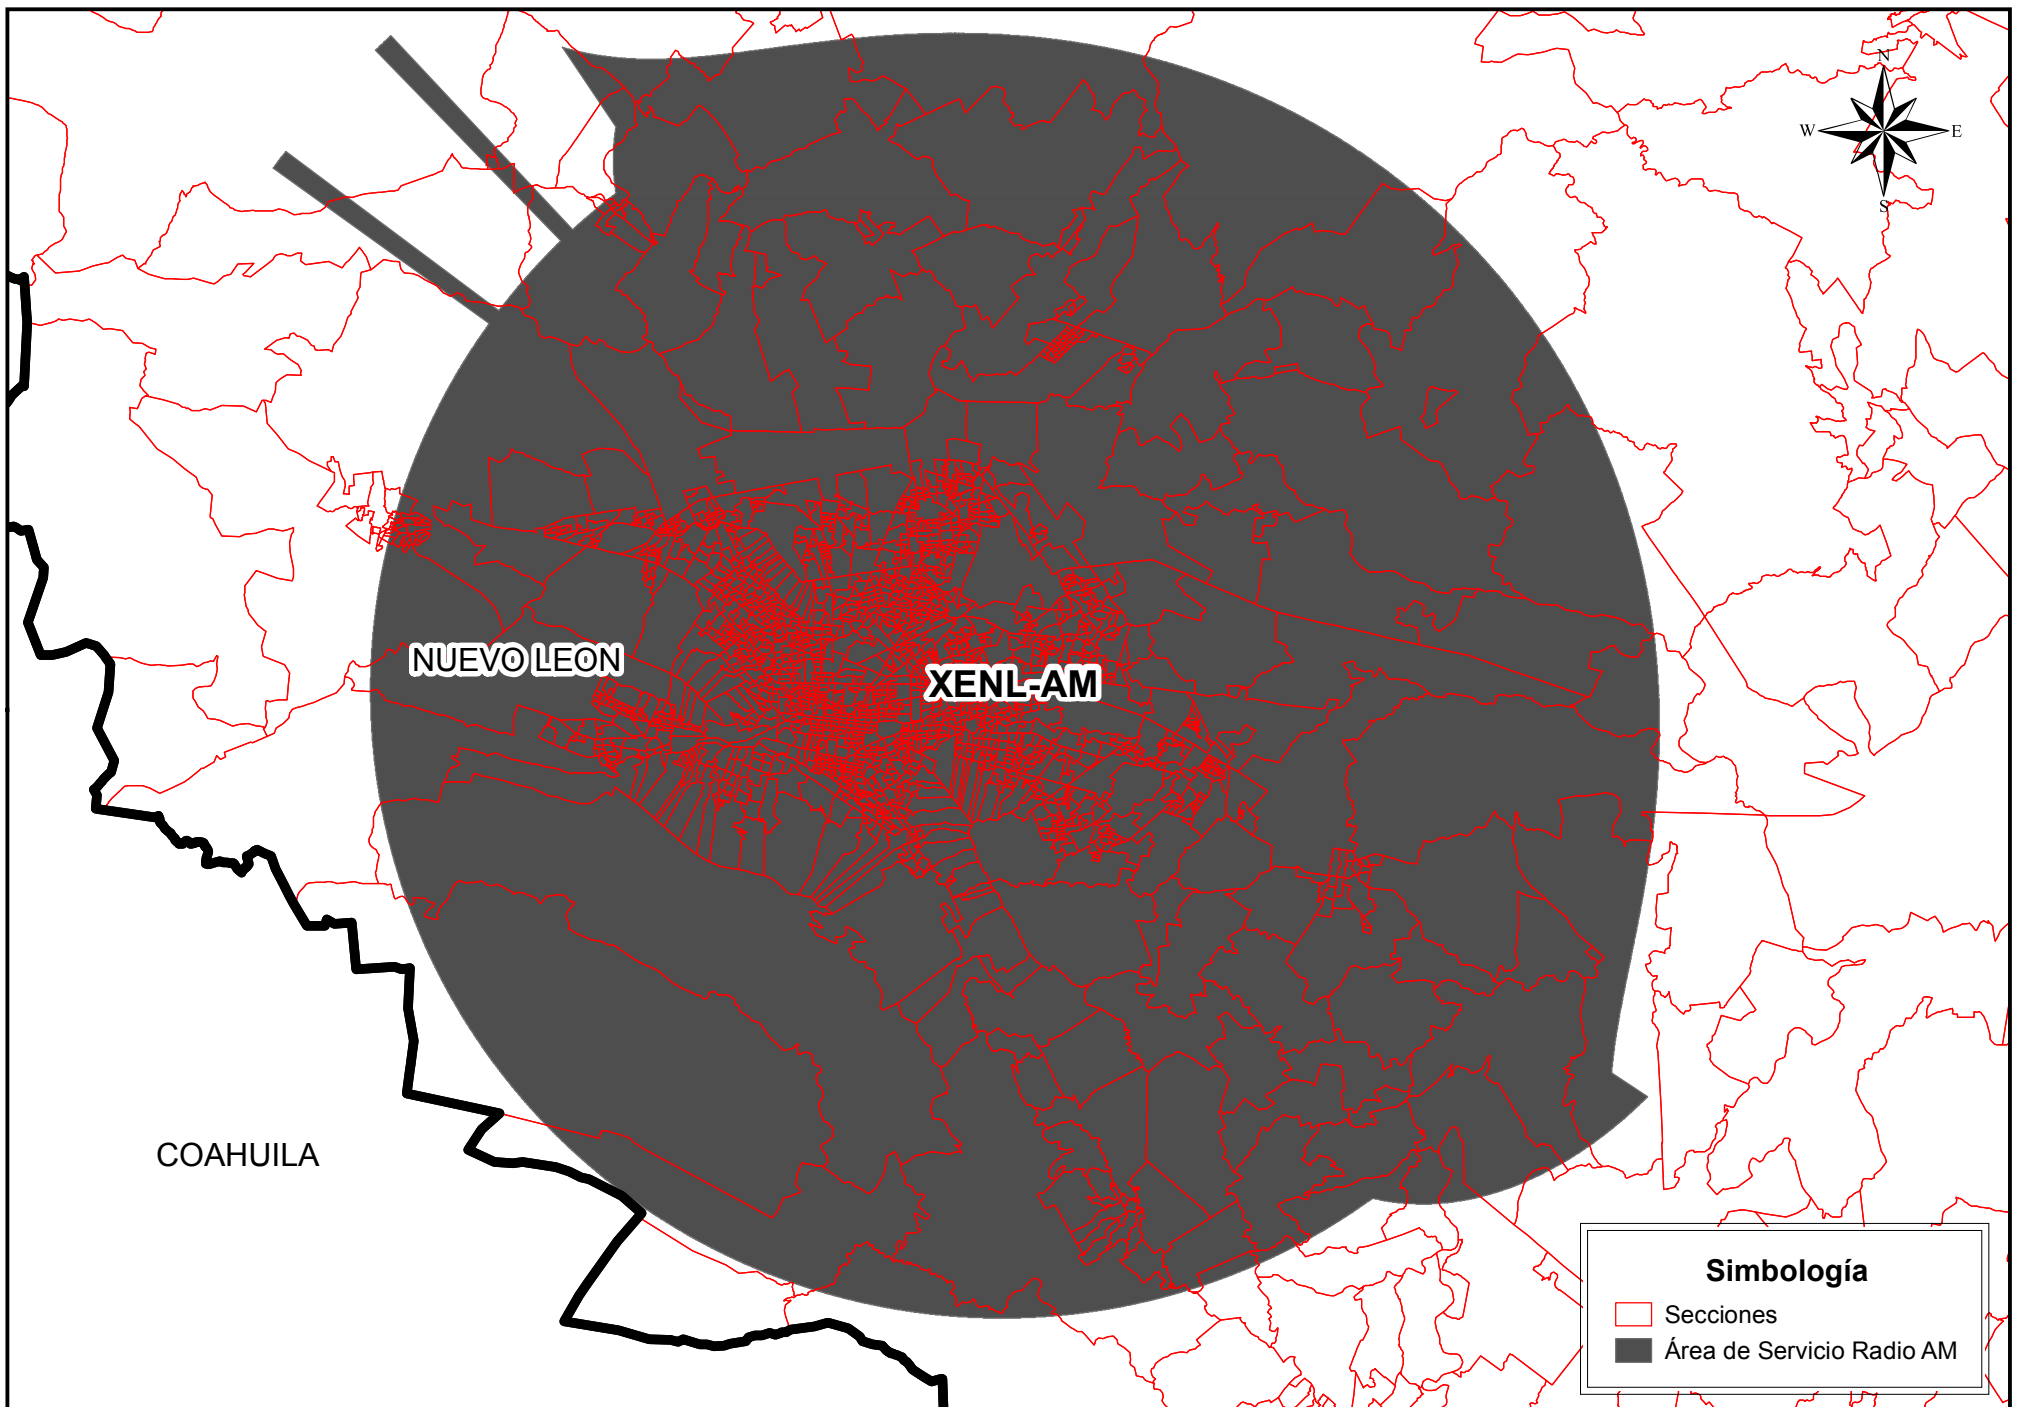 N
W E
S
NUEVO LEON
XENL-AM
COAHUILA
Simbología
Secciones
Área de Servicio Radio AM